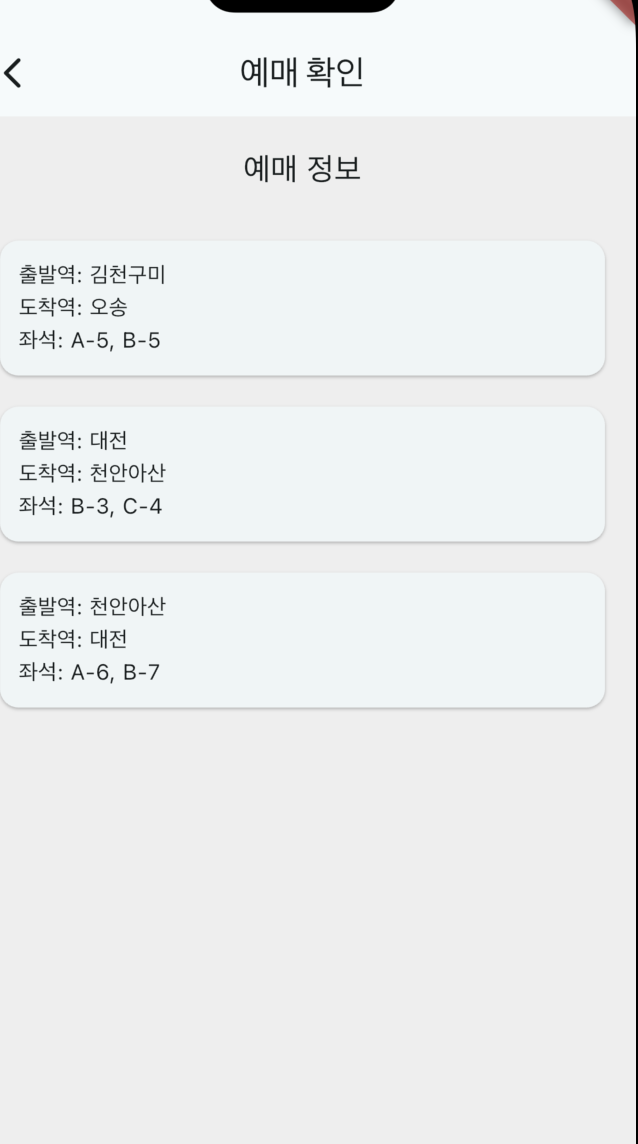 예매 확인
예매 정보
출발역: 김천구미
도착역: 오송
좌석: A-5, B-5
출발역: 대전
도착역: 천안아산
좌석: B-3, C-4
출발역: 천안아산
도착역: 대전
좌석: A-6, B-7